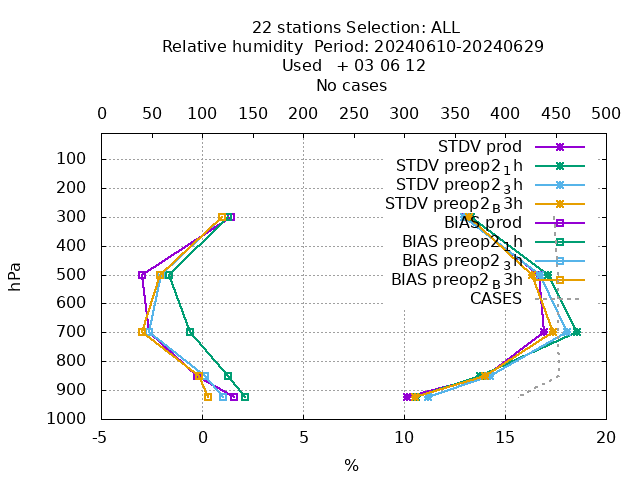 22 stations Selection: ALL
Relative humidity  Period: 20240610-20240629
Used   + 03 06 12
No cases
0 50 100 150 200 250 300 350 400 450 500
hPa
100
200
300
400
500
600
700
800
900
1000
STDV prod
STDV preop2_1h
STDV preop2_3h
STDV preop2_B3h
BIAS prod
BIAS preop2_1h
BIAS preop2_3h
BIAS preop2_B3h
CASES
-5 0 5 10 15 20
%